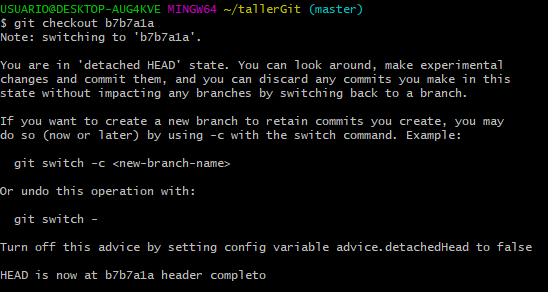 USUARIO@DESKTOP-AUG4KVE MINGW64 ~/tallerGit (master)
$ git checkout b7b7a1a
Note: switching to 'b7b7a1a'.
You are in 'detached HEAD' state. You can look around, make experimental
changes and commit them, and you can discard any commits you make in this
state without impacting any branches by switching back to a branch.
If you want to create a new branch to retain commits you create, you may
do so (now or later) by using -c with the switch command. Example:
git switch -c <new-branch-name>
Or undo this operation with:
git switch -
Turn off this advice by setting config variable advice.detachedHead to false
HEAD is now at b7b7a1a header completo